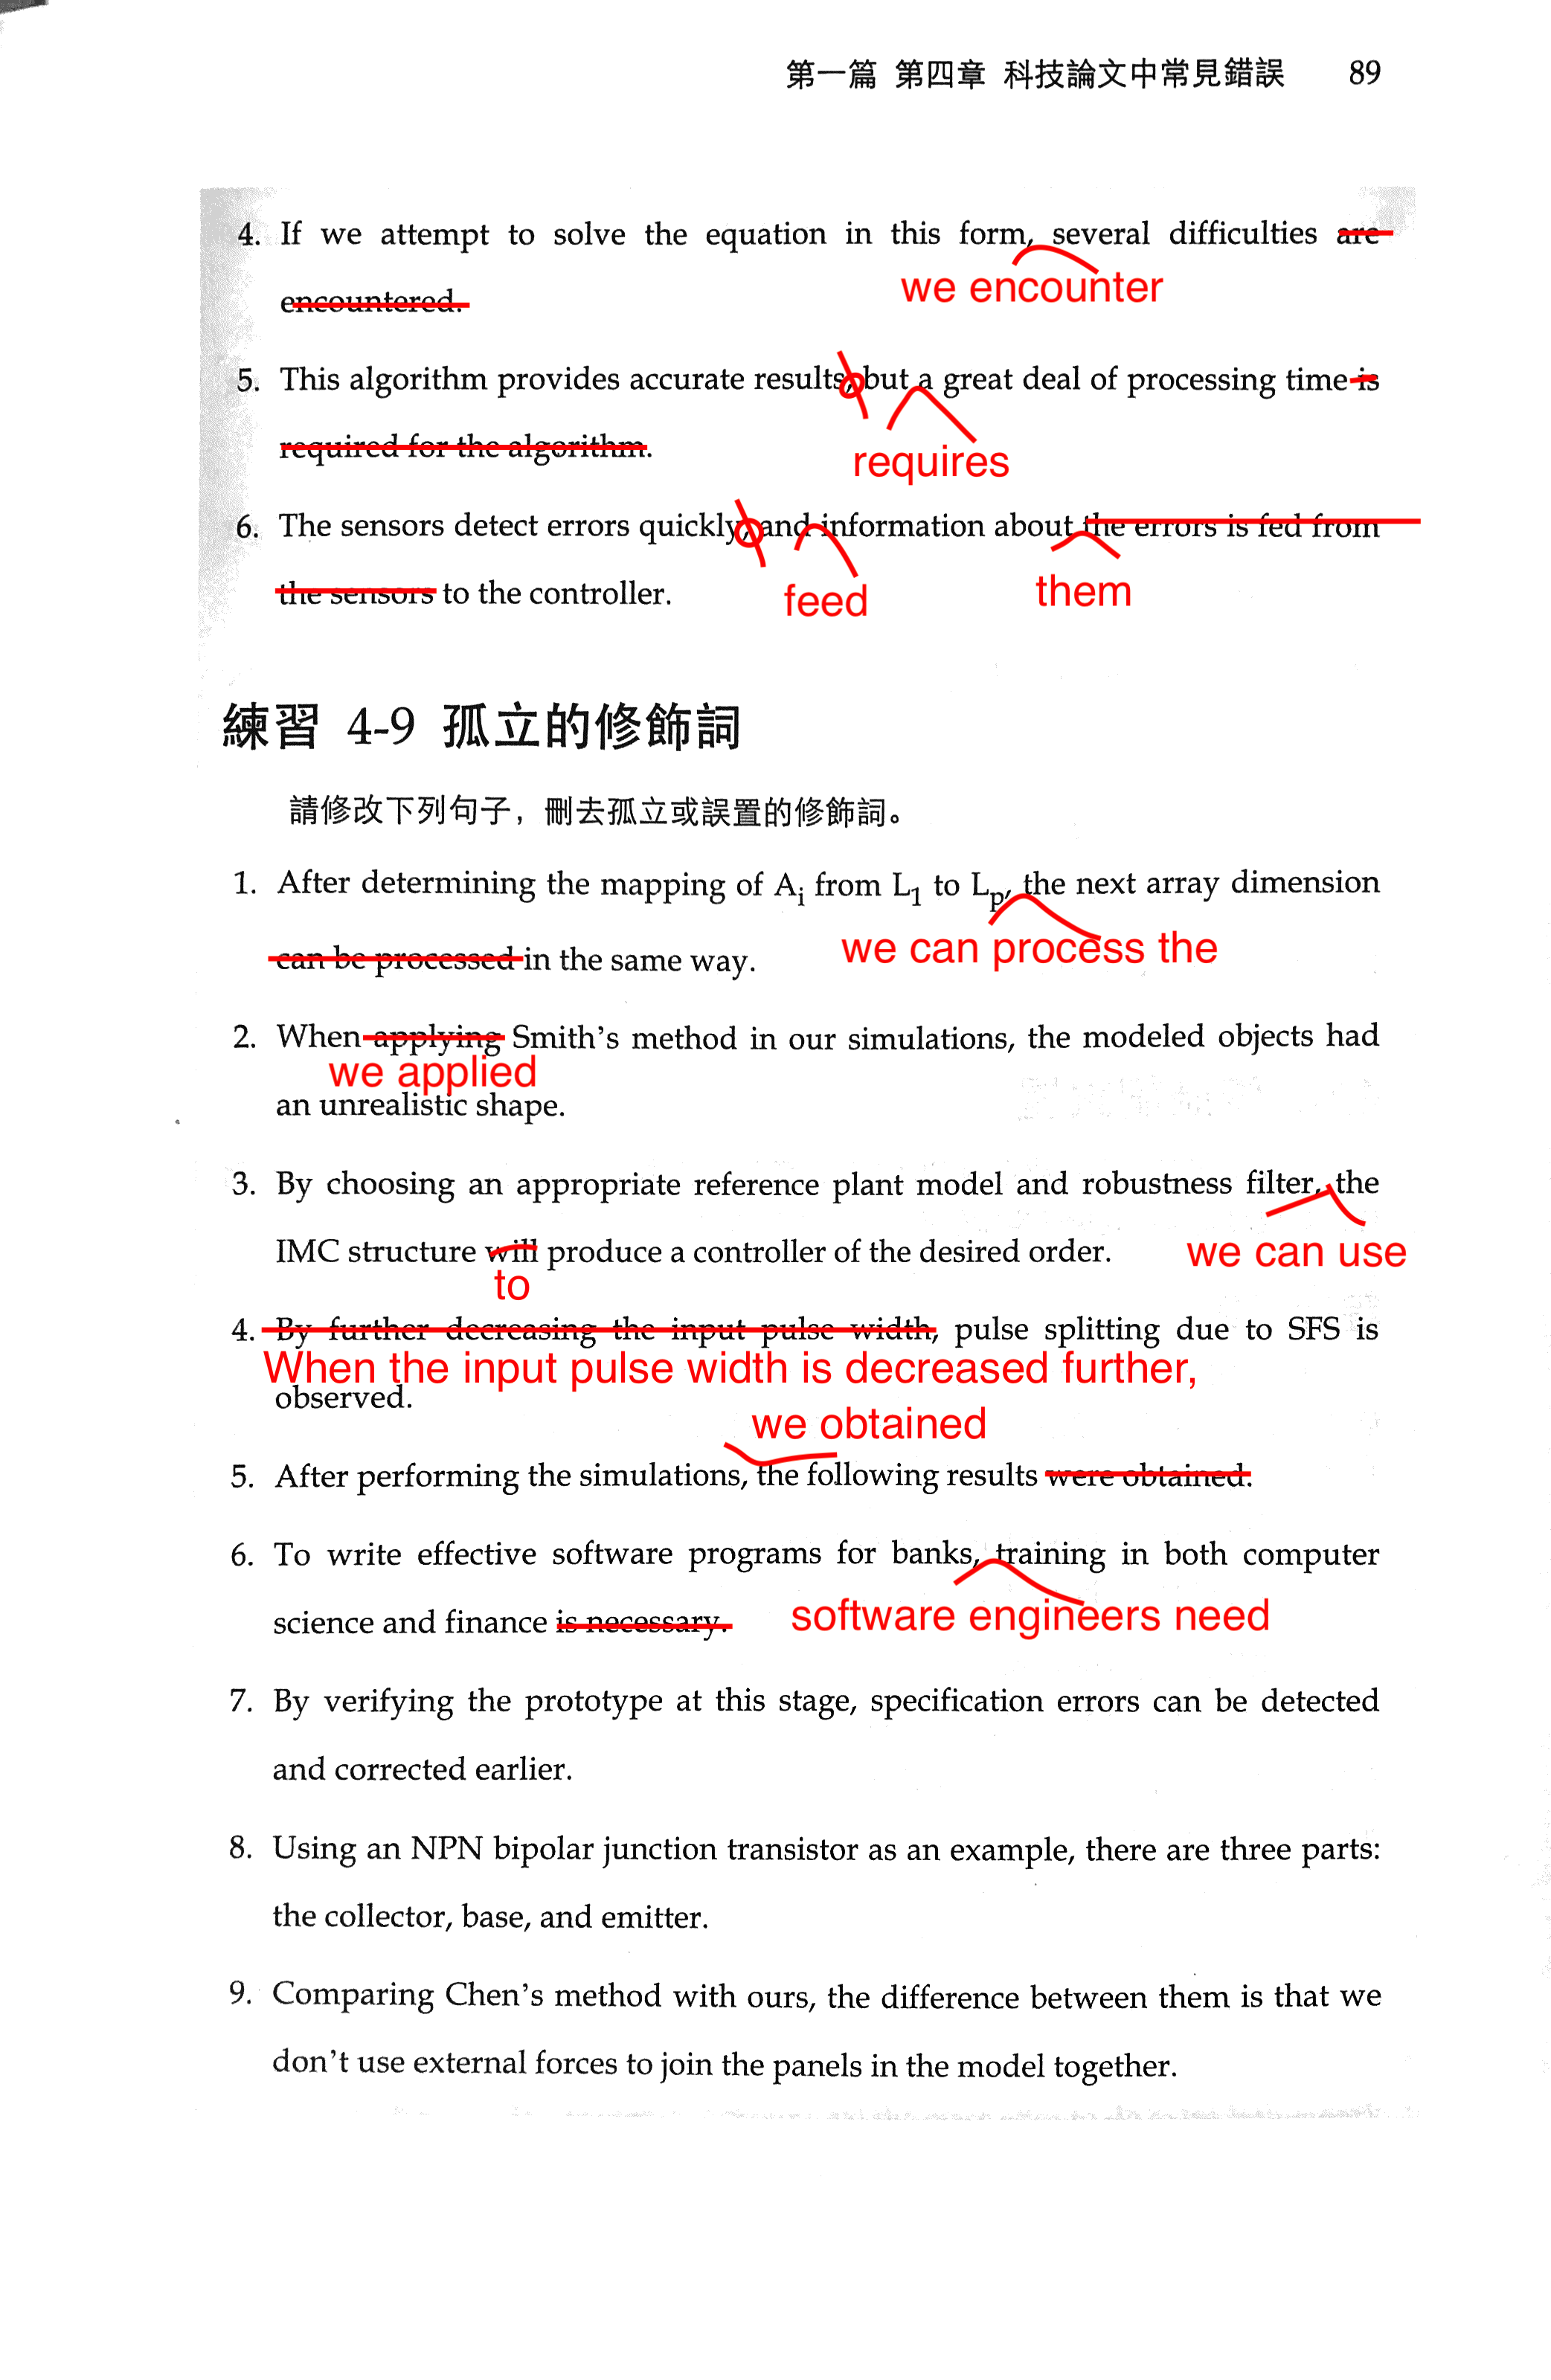 第一篇 第四章 科技論文中常見錯誤 89
4. If we attempt to solve the equation in this form, several difficulties are
we encounter
encountered.
5. This algorithm provides accurate results, but a great deal of processing time is
required for the algorithm.
requires
6. The sensors detect errors quickly, and information about the errors is fed from
the sensors to the controller.
feed them
練習 4-9 孤立的修飾詞
請修改下列句子，刪去孤立或誤置的修飾詞。
1. After determining the mapping of Ai from L1 to Lp, the next array dimension
we can process the
can be processed in the same way.
2. When applying Smith's method in our simulations, the modeled objects had
we applied
an unrealistic shape.
3. By choosing an appropriate reference plant model and robustness filter, the
IMC structure will produce a controller of the desired order.
we can use
to
4. By further decreasing the input pulse width, pulse splitting due to SFS is
When the input pulse width is decreased further,
observed.
we obtained
5. After performing the simulations, the following results were obtained:
6. To write effective software programs for banks, training in both computer
science and finance is necessary.
software engineers need
7. By verifying the prototype at this stage, specification errors can be detected
and corrected earlier.
8. Using an NPN bipolar junction transistor as an example, there are three parts:
the collector, base, and emitter.
9. Comparing Chen's method with ours, the difference between them is that we
don't use external forces to join the panels in the model together.